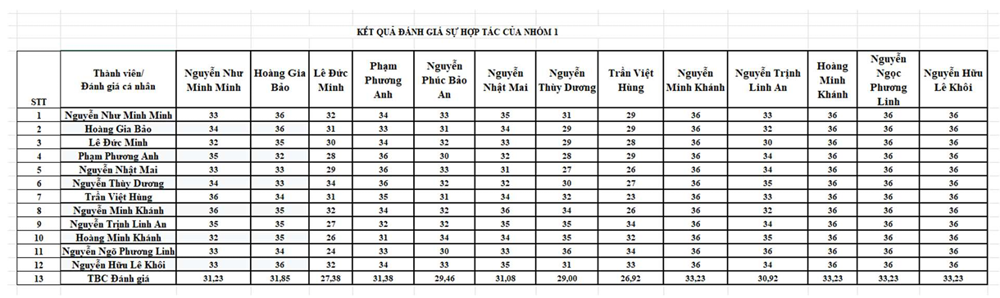 KẾT QUẢ ĐÁNH GIÁ SỰ HỢP TÁC CỦA NHÓM 1
STT Thành viên/ Đánh giá cá nhân Nguyễn Như Minh Minh Hoàng Gia Bảo Lê Đức Minh Phạm Phương Anh Nguyễn Phúc Bảo An Nguyễn Nhật Mai Nguyễn Thùy Dương Trần Việt Hùng Nguyễn Minh Khánh Nguyễn Trịnh Linh An Hoàng Minh Khánh Nguyễn Ngọc Phương Linh Nguyễn Hữu Lê Khôi
1 Nguyễn Như Minh Minh 33 36 32 34 33 35 31 29 36 33 36 36 36
2 Hoàng Gia Bảo 34 36 31 33 31 34 29 29 36 32 36 36 36
3 Lê Đức Minh 32 35 30 34 32 33 29 28 36 30 36 36 36
4 Phạm Phương Anh 35 32 28 36 30 32 28 29 36 34 36 36 36
5 Nguyễn Nhật Mai 33 33 29 36 33 31 27 26 36 34 36 36 36
6 Nguyễn Thùy Dương 34 33 34 36 32 32 30 27 36 35 36 36 36
7 Trần Việt Hùng 36 34 31 35 31 34 32 23 36 33 36 36 36
8 Nguyễn Minh Khánh 36 35 32 34 32 36 34 26 36 32 36 36 36
9 Nguyễn Trịnh Linh An 35 35 27 32 32 35 35 34 36 34 36 36 36
10 Hoàng Minh Khánh 32 35 26 31 34 34 35 32 36 35 36 36 36
11 Nguyễn Ngõ Phương Linh 33 34 24 33 30 33 36 34 36 36 36 36 36
12 Nguyễn Hữu Lê Khôi 33 36 32 34 33 35 31 33 36 34 36 36 36
13 TBC Đánh giá 31,23 31,85 27,38 31,38 29,46 31,08 29,00 26,92 33,23 30,92 33,23 33,23 33,23